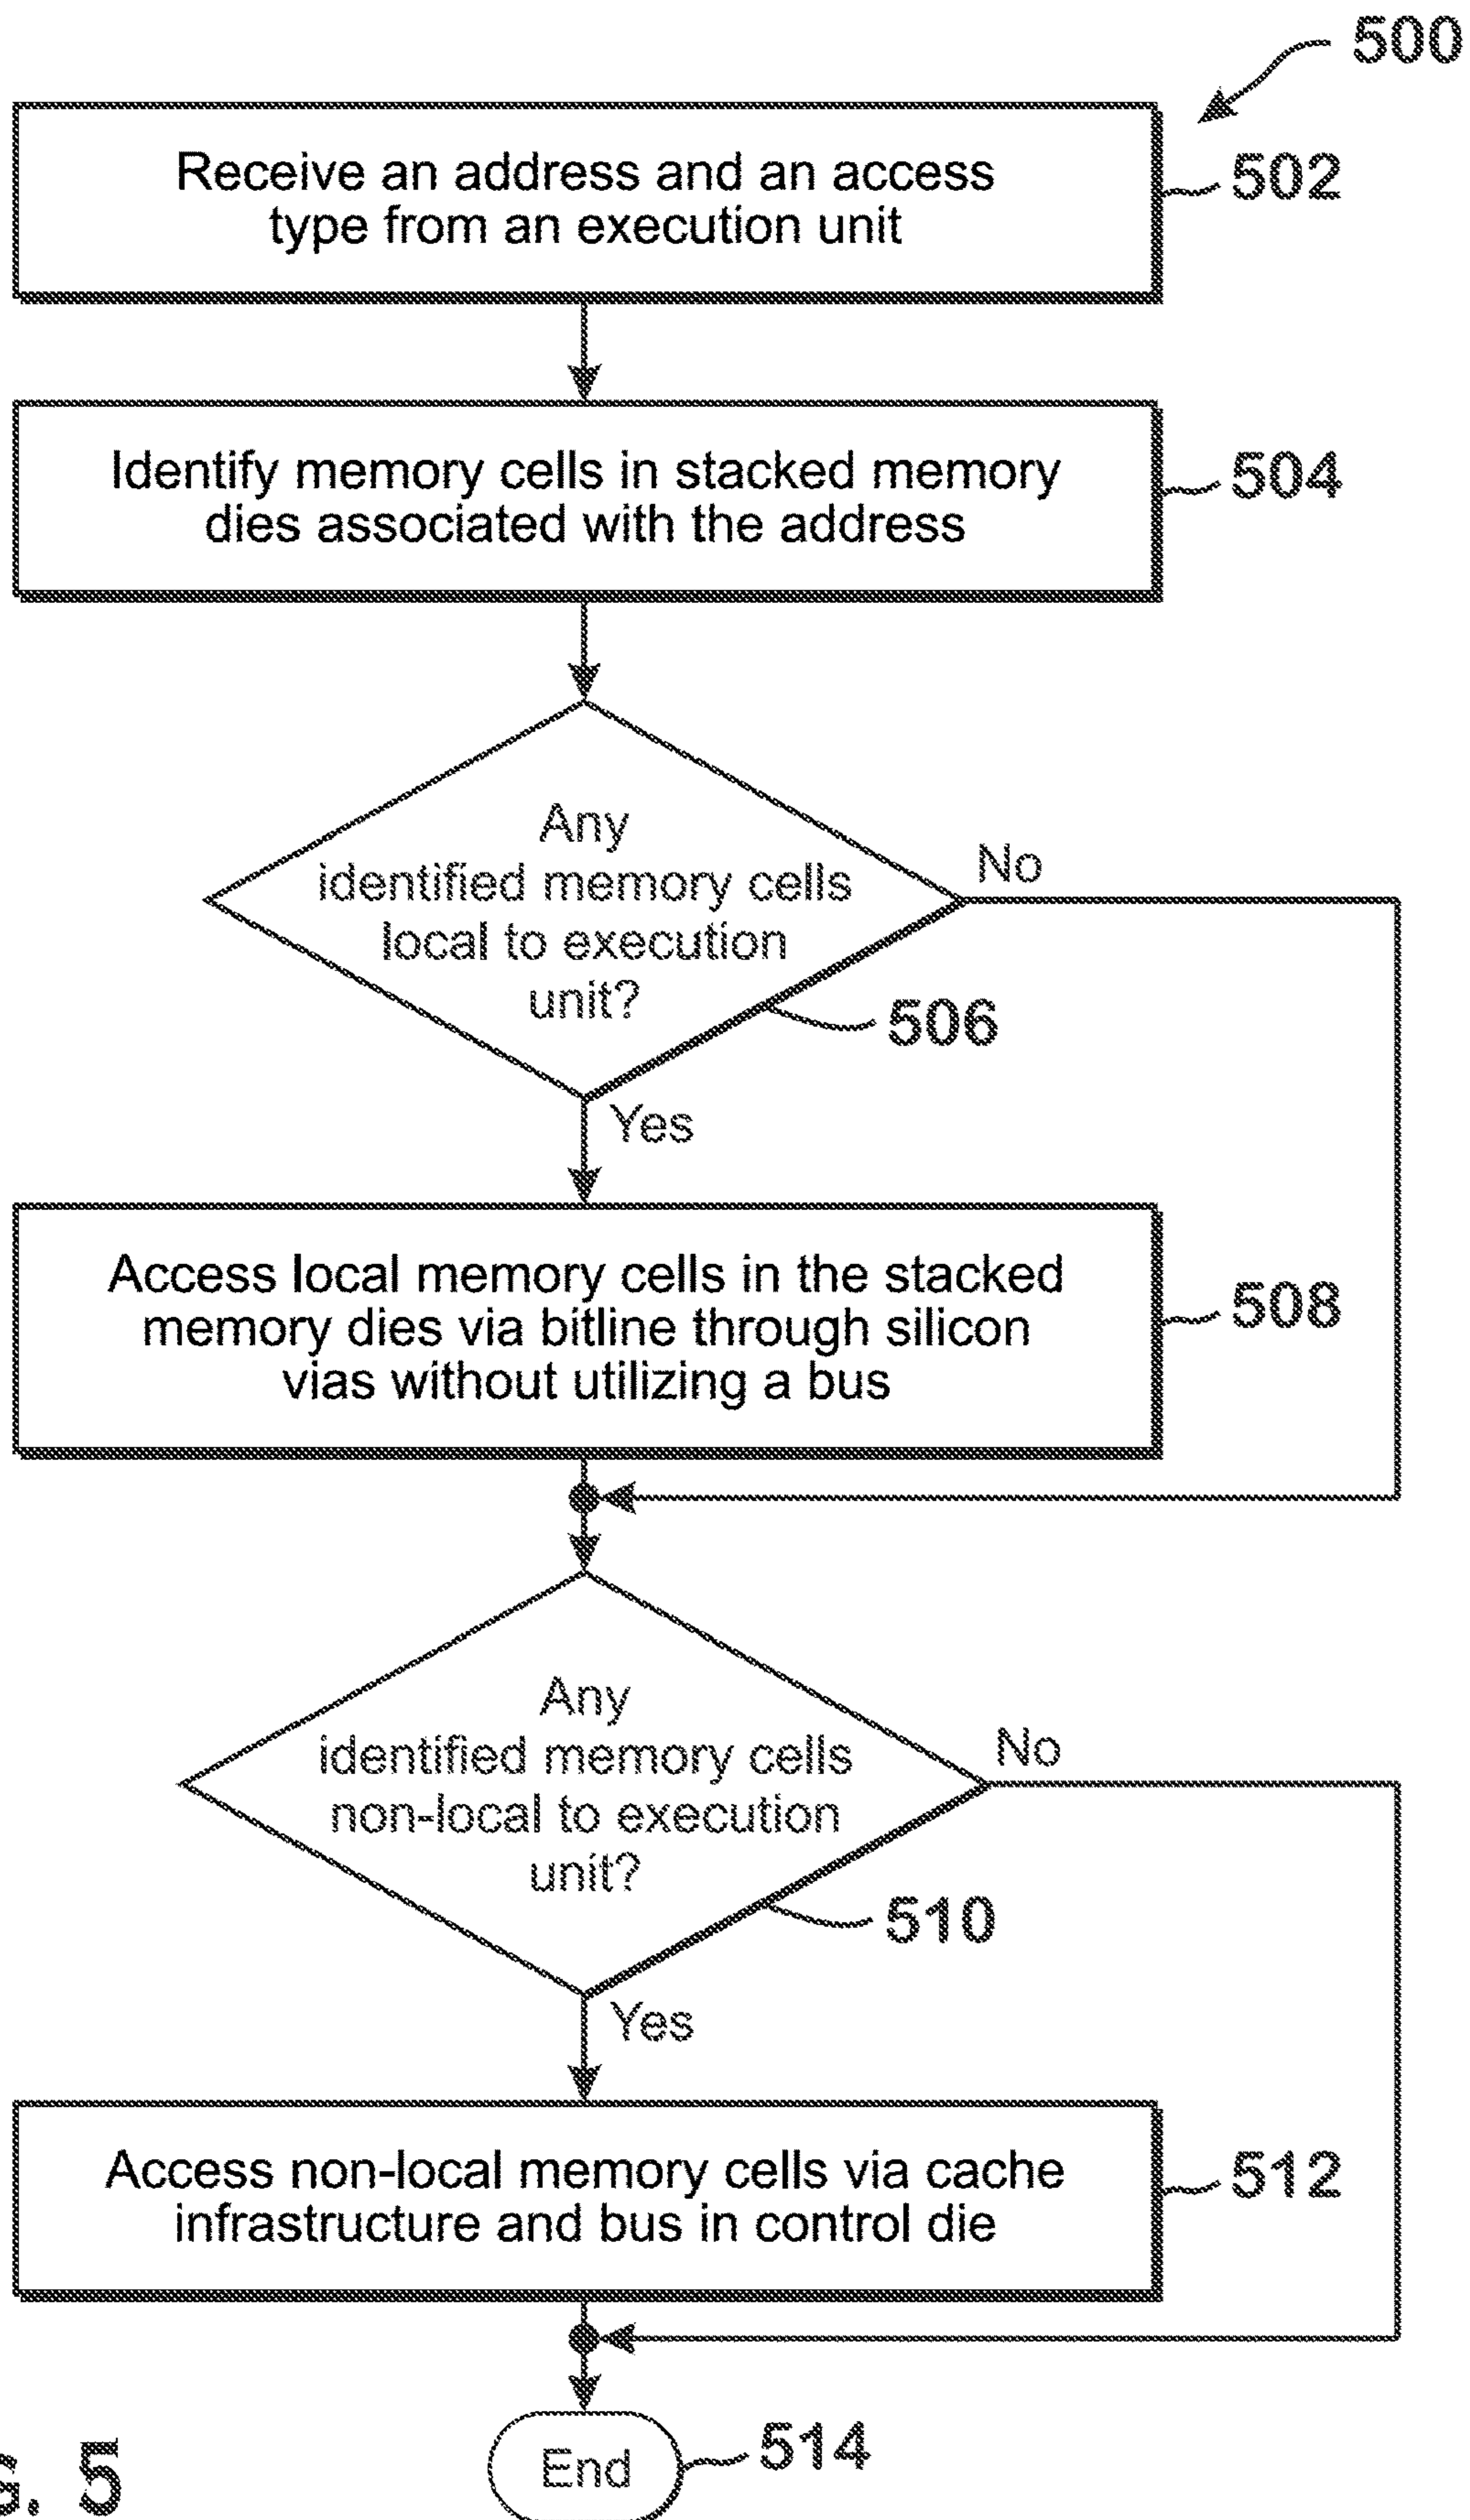 500
Receive an address and an access
type from an execution unit
502
Identify memory cells in stacked memory
dies associated with the address
504
Any
identified memory cells
local to execution
unit?
No
506
Yes
Access local memory cells in the stacked
memory dies via bitline through silicon
vias without utilizing a bus
508
Any
identified memory cells
non-local to execution
unit?
No
510
Yes
Access non-local memory cells via cache
infrastructure and bus in control die
512
End
514
5